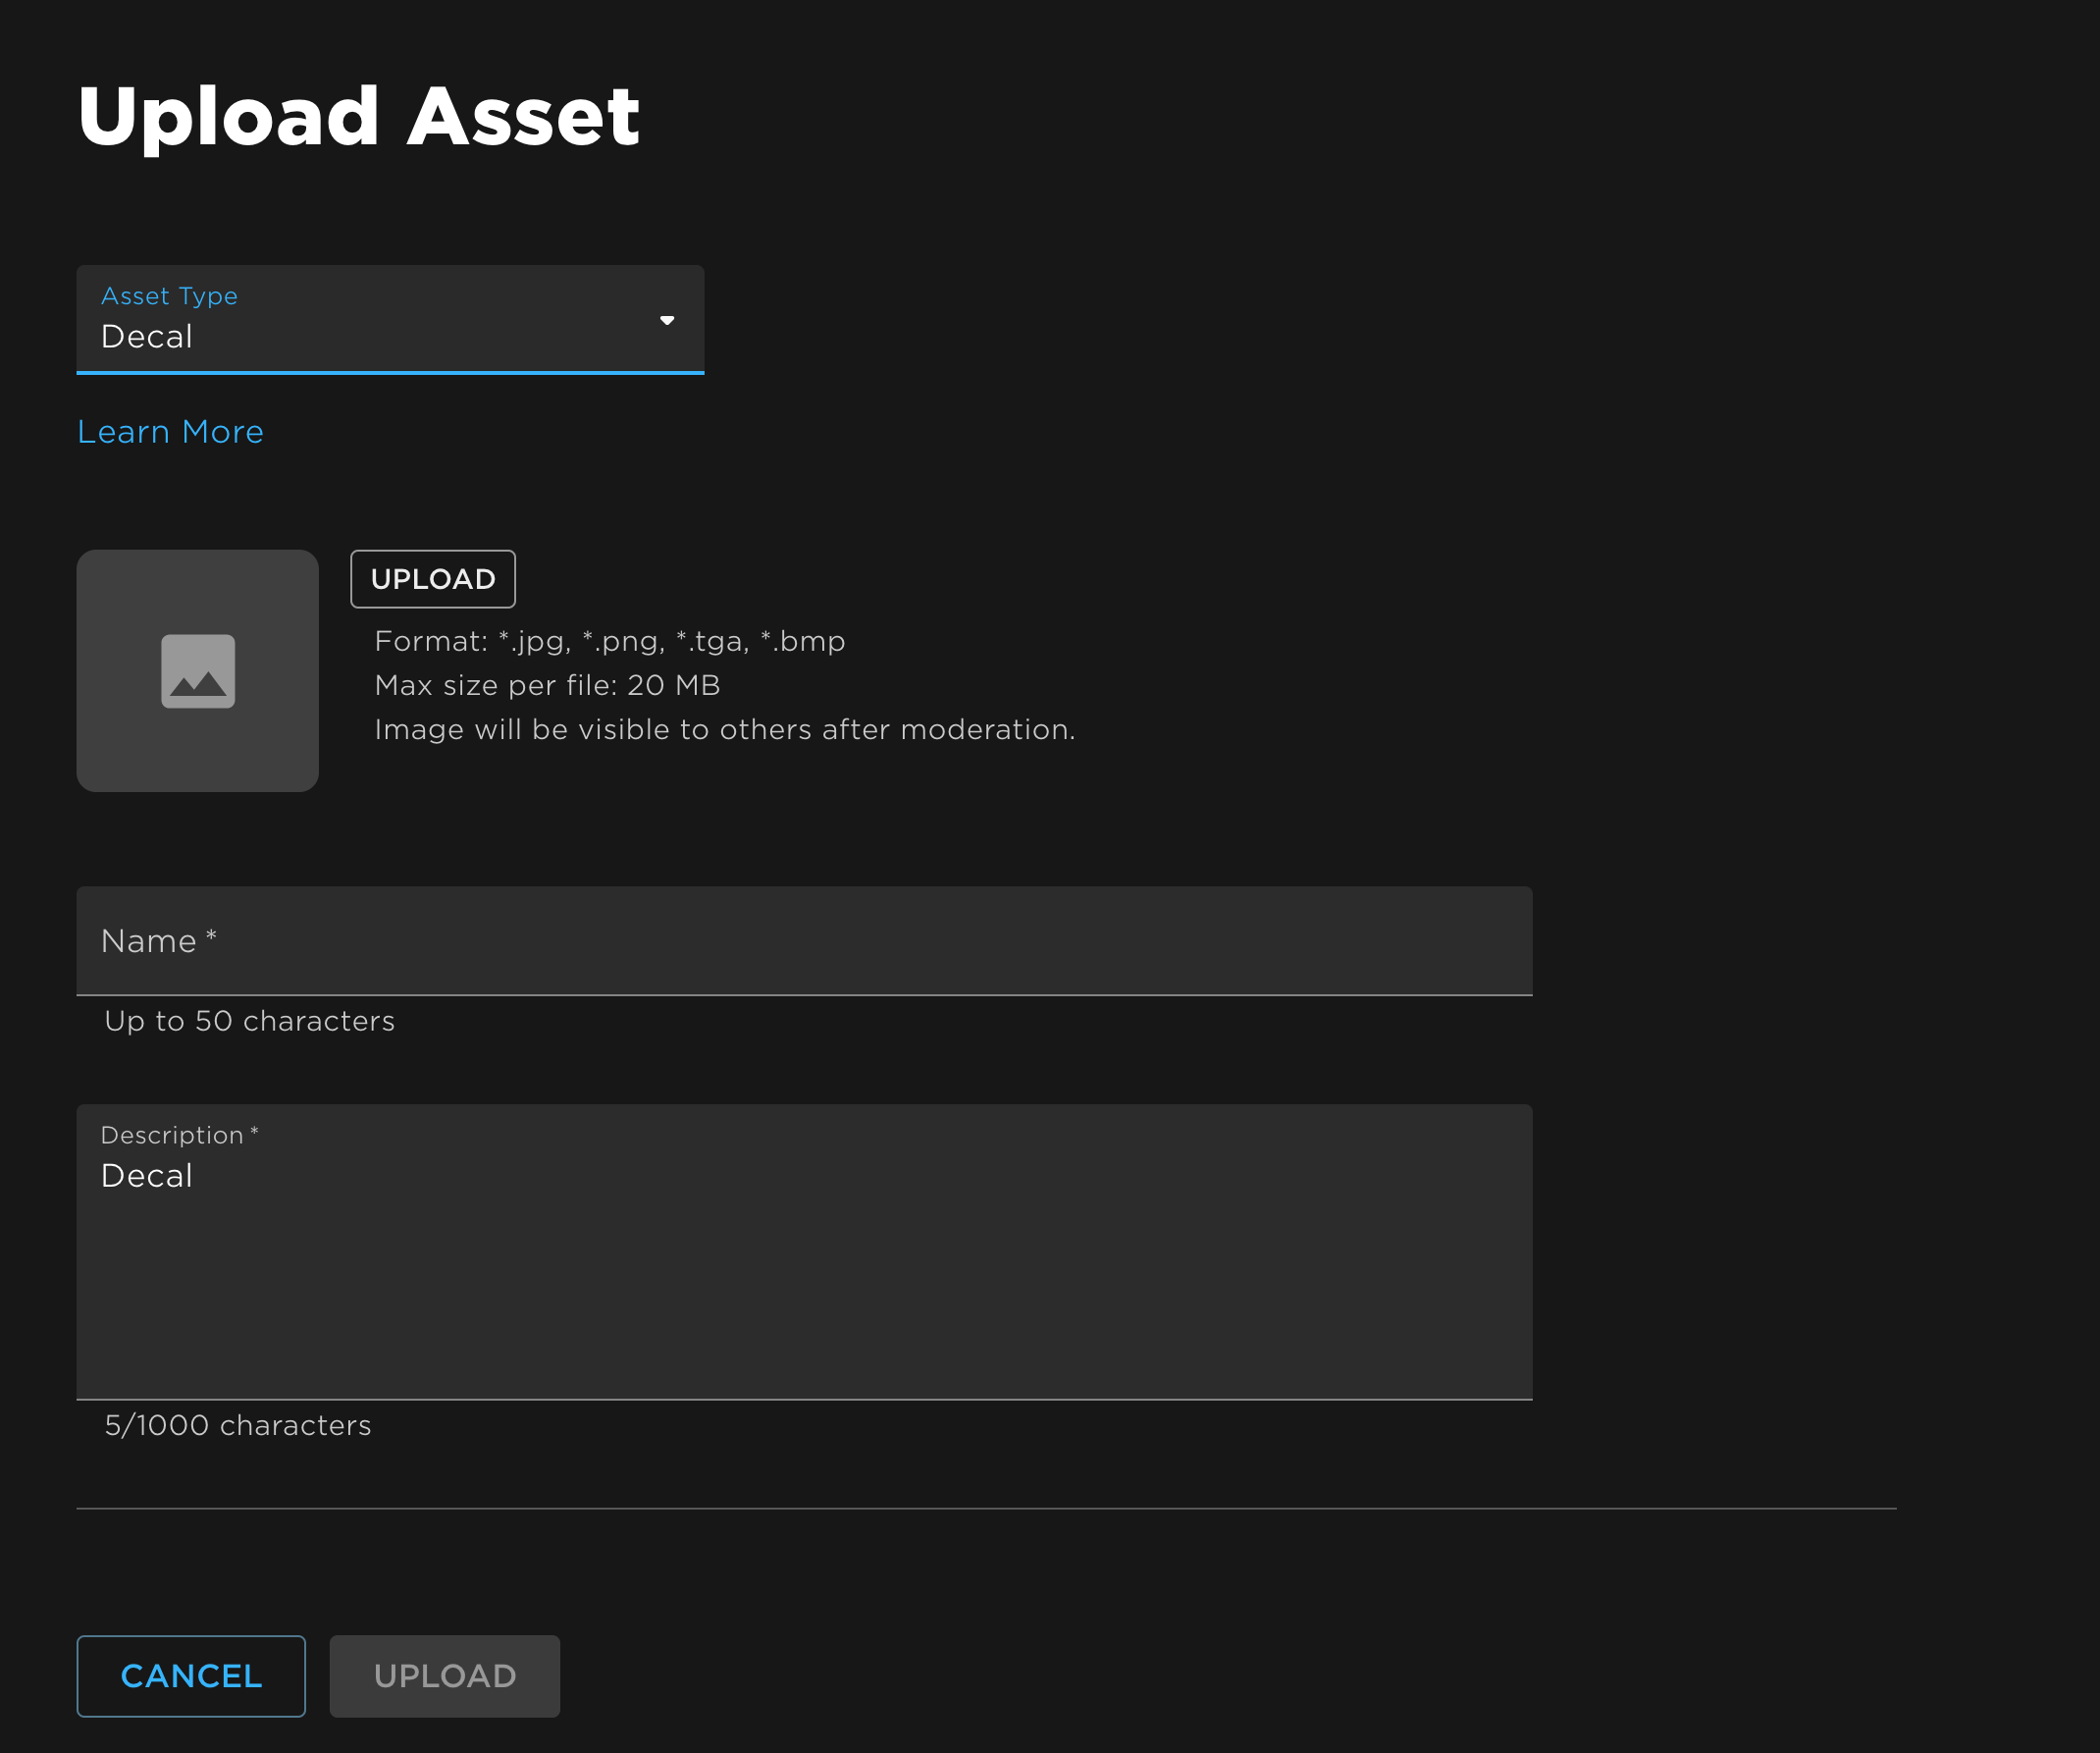 Upload Asset
Asset Type
Decal
Learn More
UPLOAD
Format: *.jpg, *.png, *.tga, *.bmp
Max size per file: 20 MB
Image will be visible to others after moderation.
Name *
Up to 50 characters
Description *
Decal
5/1000 characters
CANCEL
UPLOAD